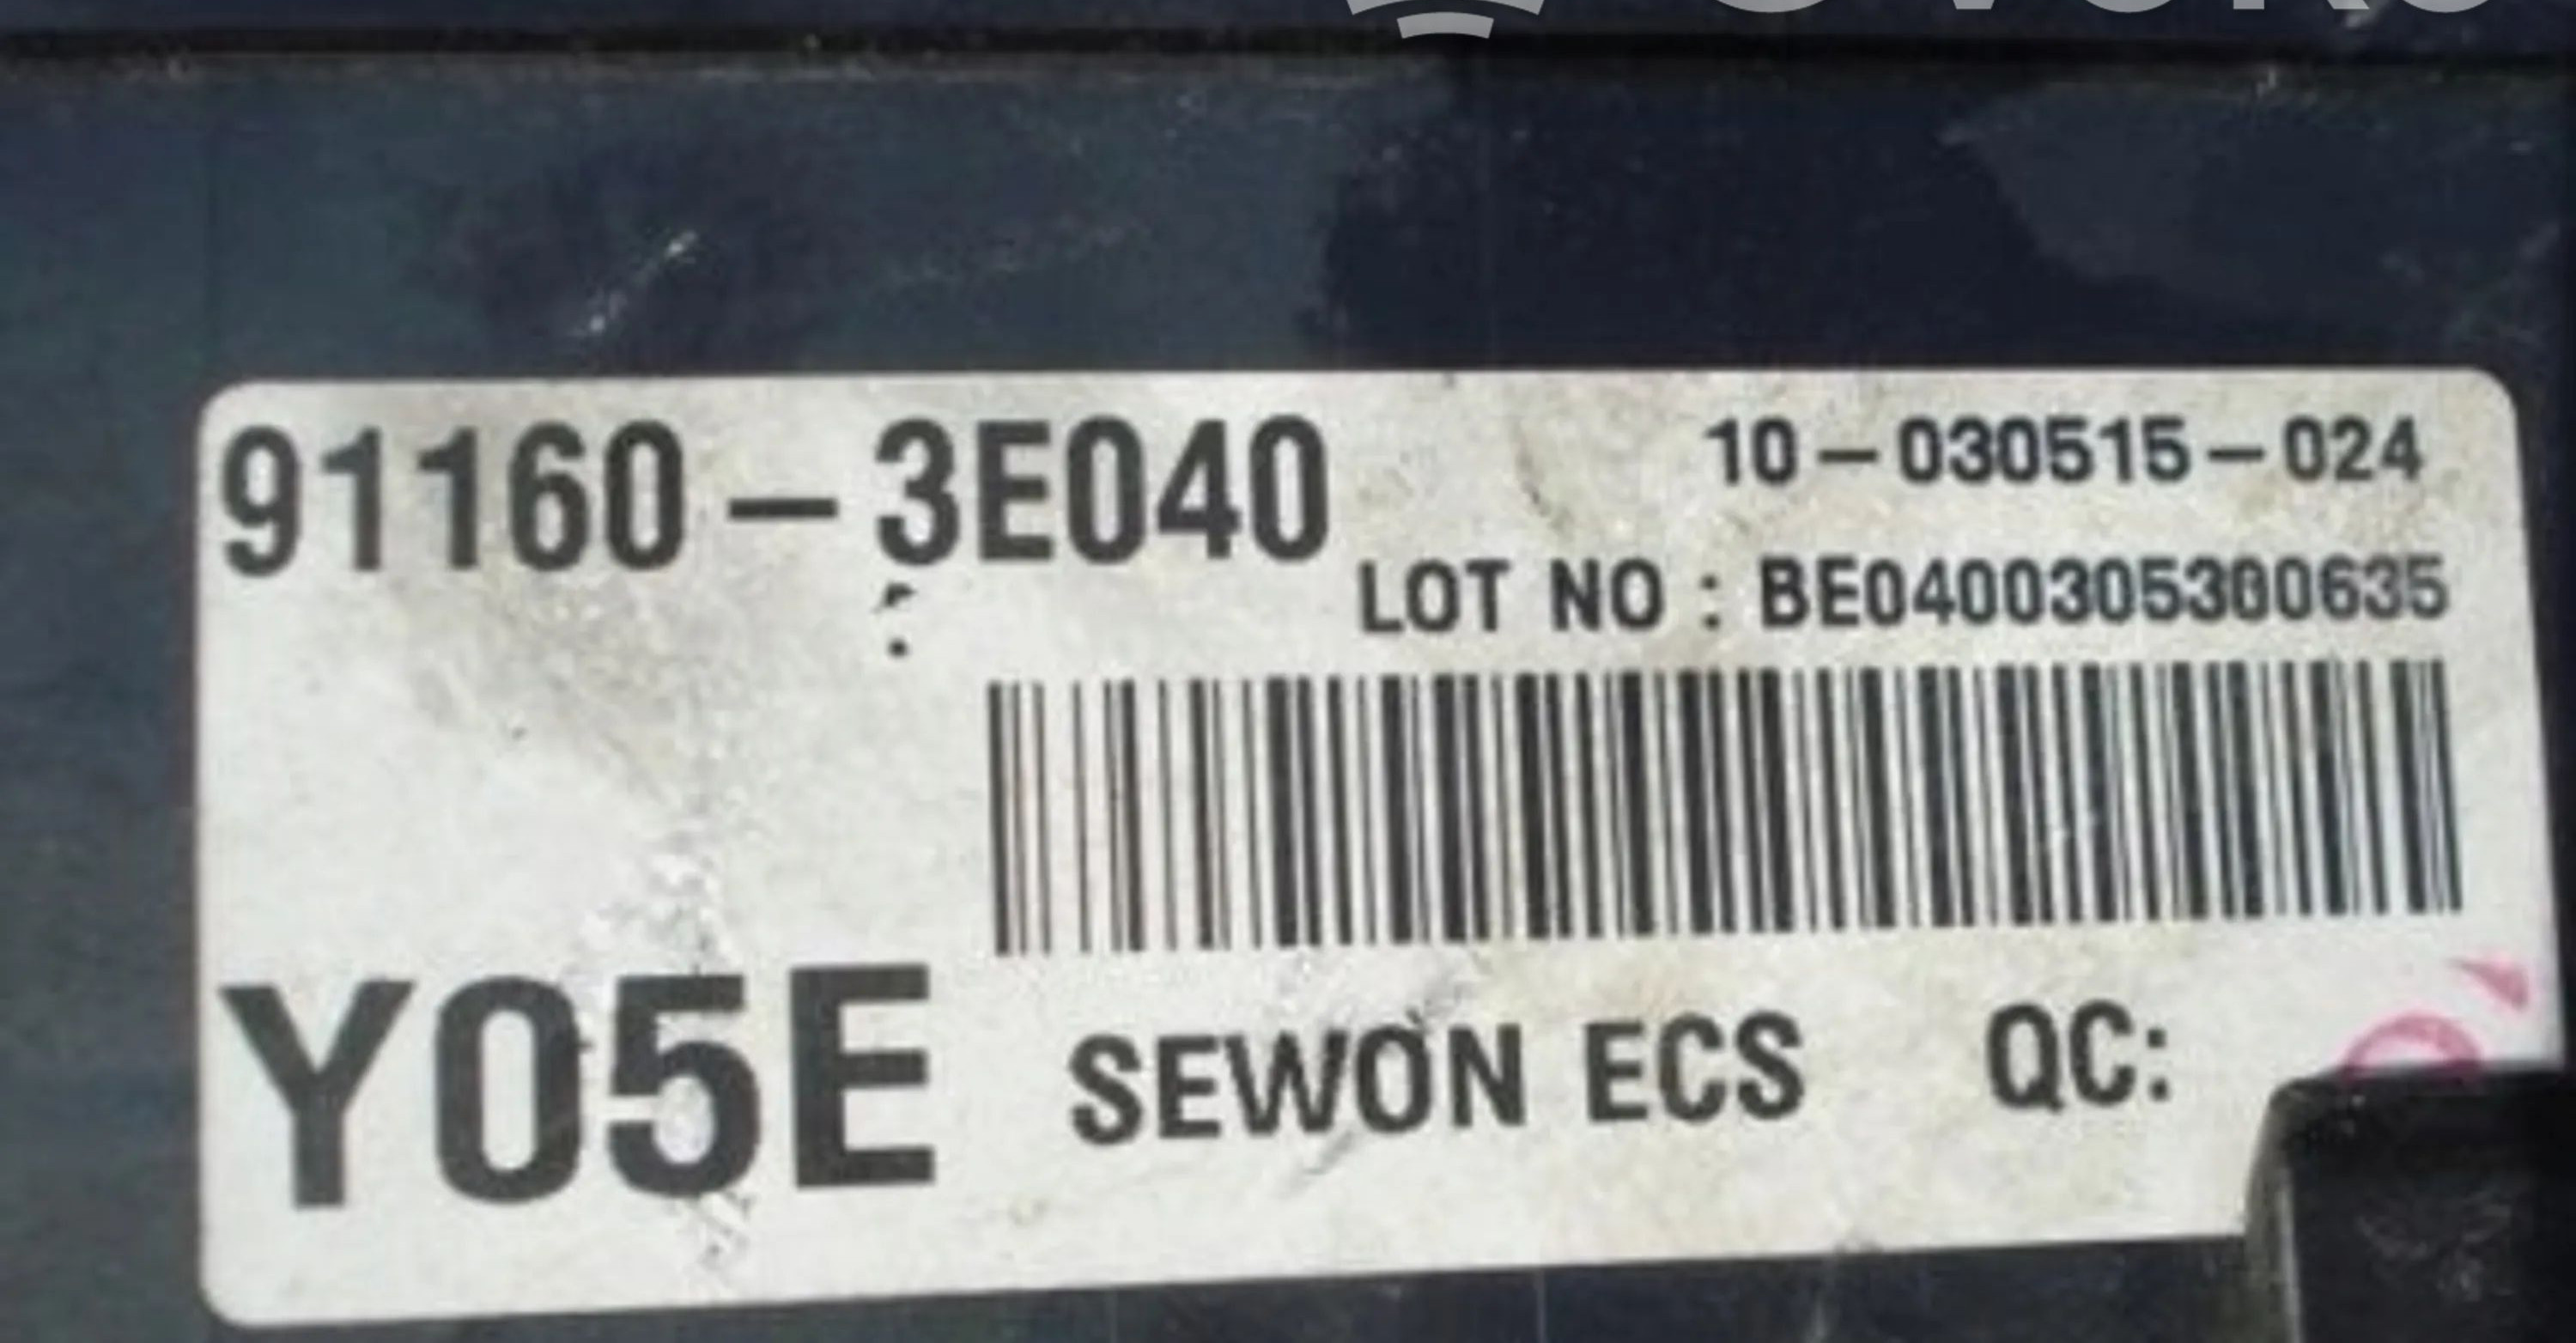 91160-3E040
10-030515-024
LOT NO : BE0400305300635
Y05E
SEWON ECS QC: